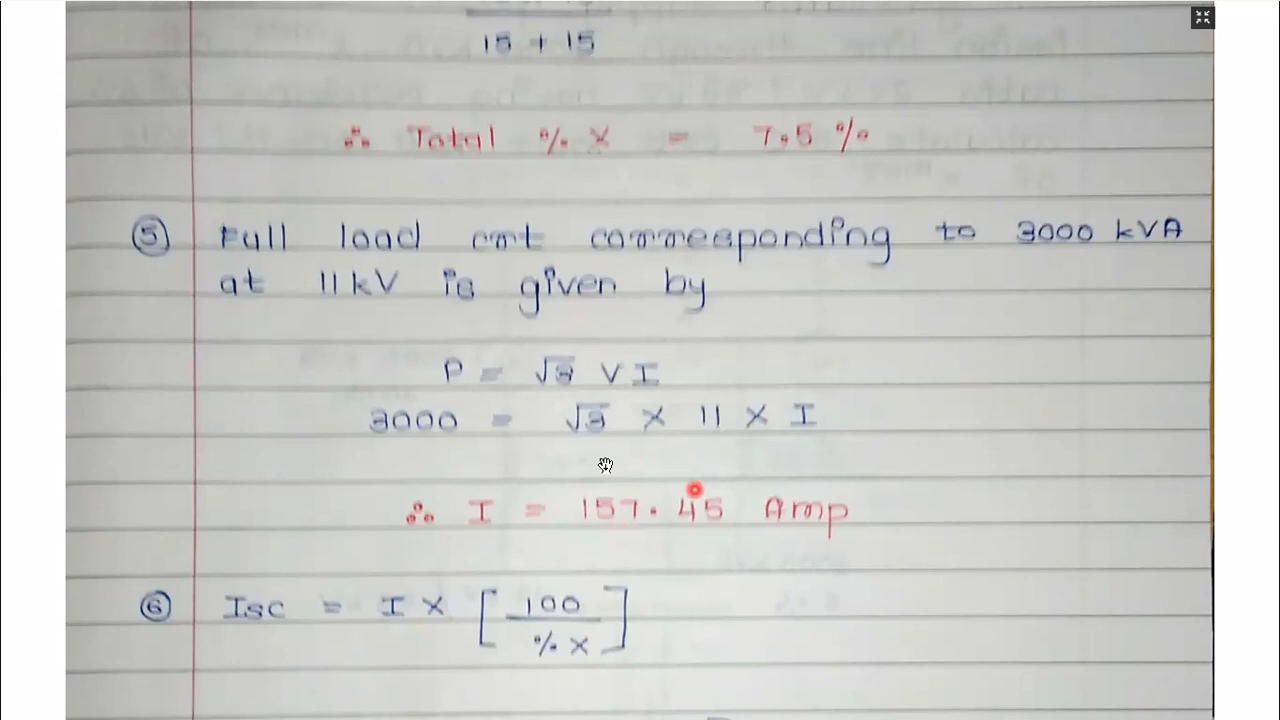 15 + 15
∴ Total % X = 7.5 %
⑤ Full load crnt corresponding to 3000 kVA
at 11 kV is given by
P = √3 V I
3000 = √3 × 11 × I
∴ I = 157.45 Amp
⑥ Isc = I × [ 100
% X ]